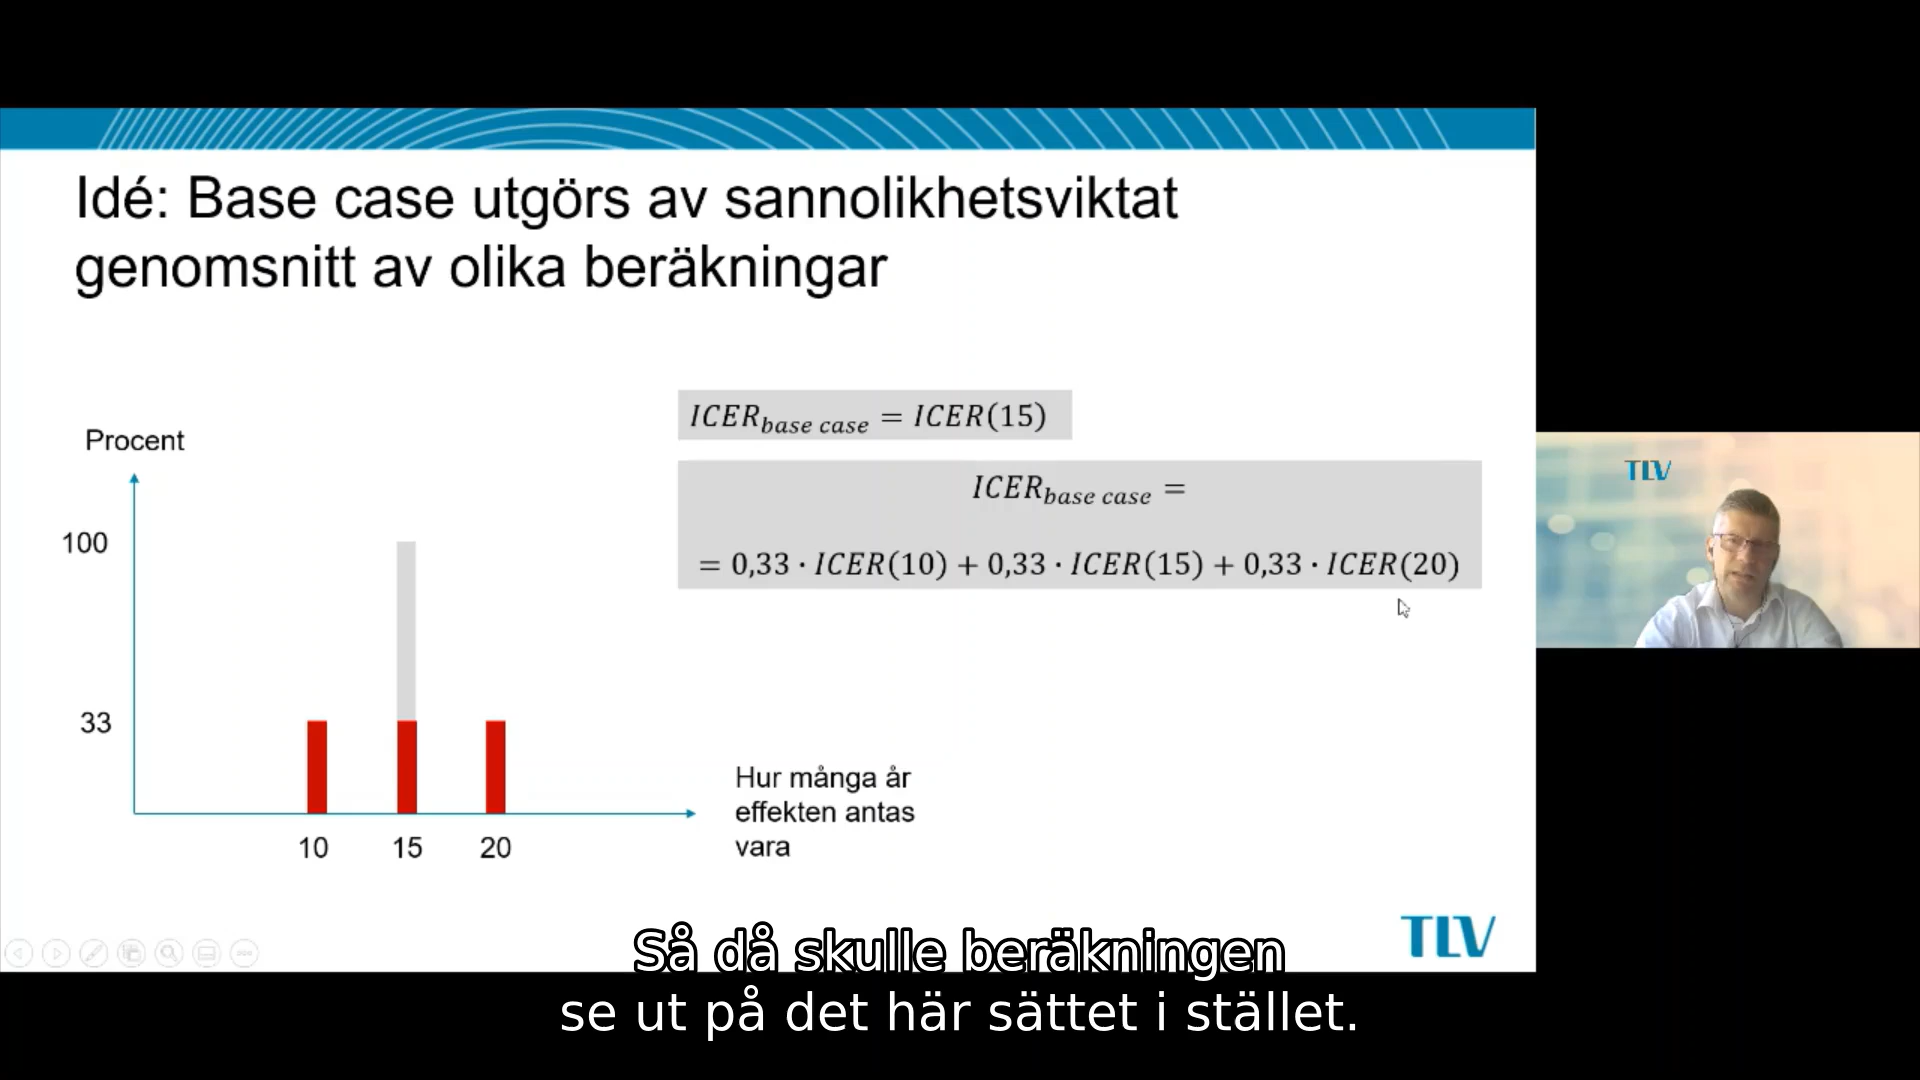 Idé: Base case utgörs av sannolikhetsviktat
genomsnitt av olika beräkningar
ICER_base case = ICER(15)
ICER_base case =
= 0,33 · ICER(10) + 0,33 · ICER(15) + 0,33 · ICER(20)
Procent
100
33
10 15 20
Hur många år
effekten antas
vara
TLV
TLV
Så då skulle beräkningen
se ut på det här sättet i stället.